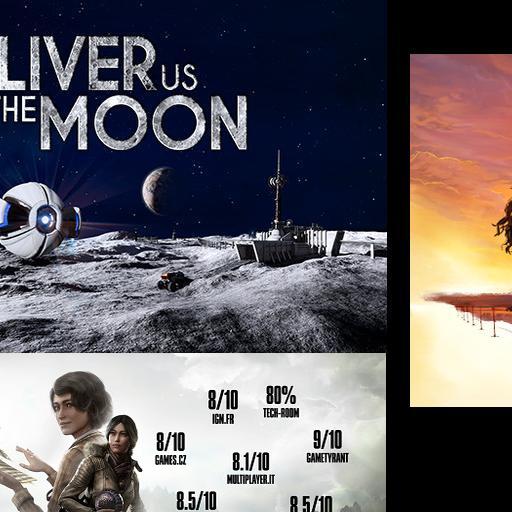 LIVER US
THE MOON
8/10
IGN.FR
80%
TECH-ROOM
8/10
GAMES.CZ
8.1/10
MULTIPLAYER.IT
9/10
GAMETYRANT
8.5/10
8.5/10